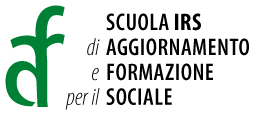 SCUOLA IRS
di AGGIORNAMENTO
e FORMAZIONE
per il SOCIALE